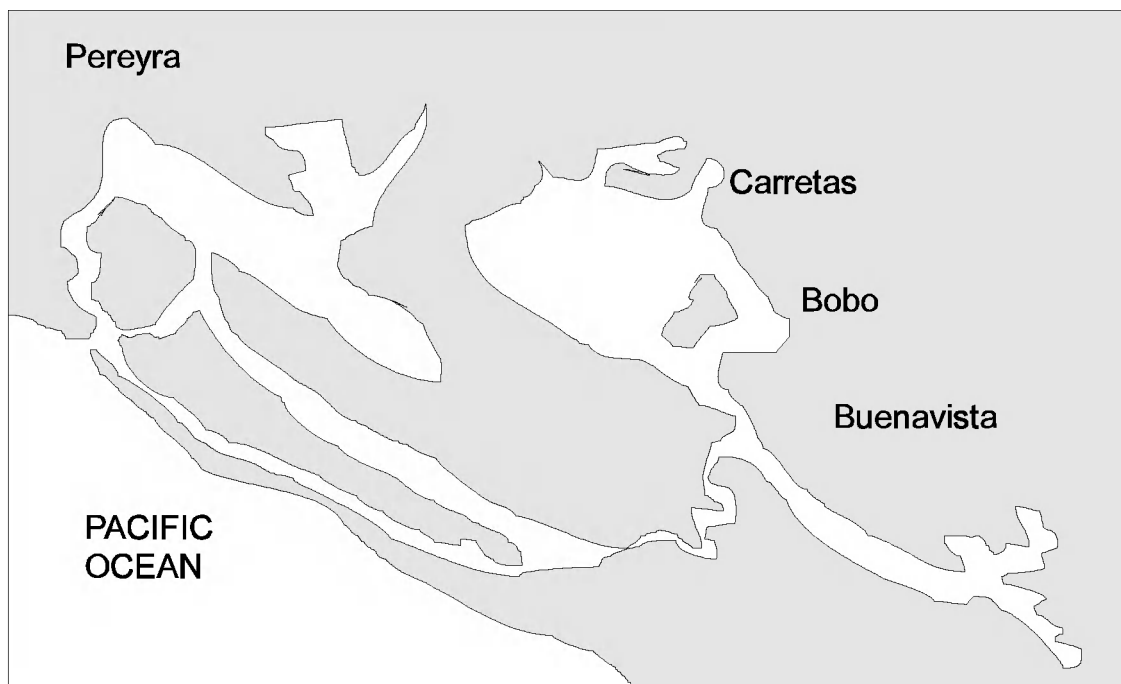 Pereyra
Carretas
Bobo
Buenavista
PACIFIC
OCEAN